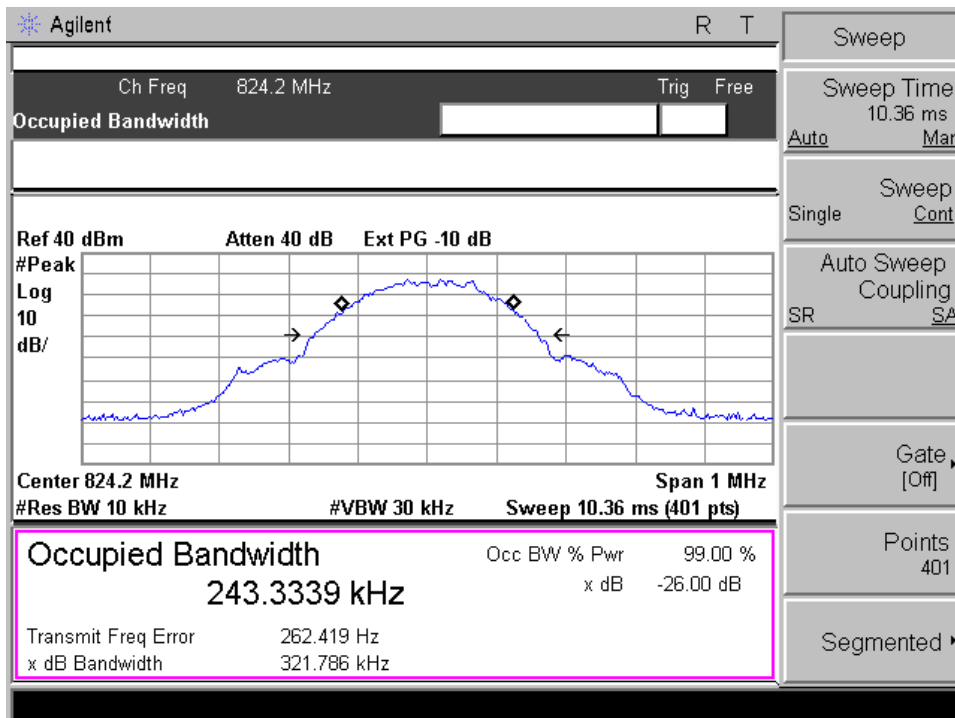 Agilent R T
Ch Freq 824.2 MHz Trig Free
Occupied Bandwidth
Ref 40 dBm Atten 40 dB Ext PG -10 dB
#Peak
Log
10
dB/
Center 824.2 MHz Span 1 MHz
#Res BW 10 kHz #VBW 30 kHz Sweep 10.36 ms (401 pts)
Occupied Bandwidth
243.3339 kHz
Occ BW % Pwr 99.00 %
x dB -26.00 dB
Transmit Freq Error 262.419 Hz
x dB Bandwidth 321.786 kHz
Sweep
Sweep Time
10.36 ms
Auto Mar
Sweep
Single Cont
Auto Sweep
Coupling
SR SA
Gate
[Off]
Points
401
Segmented